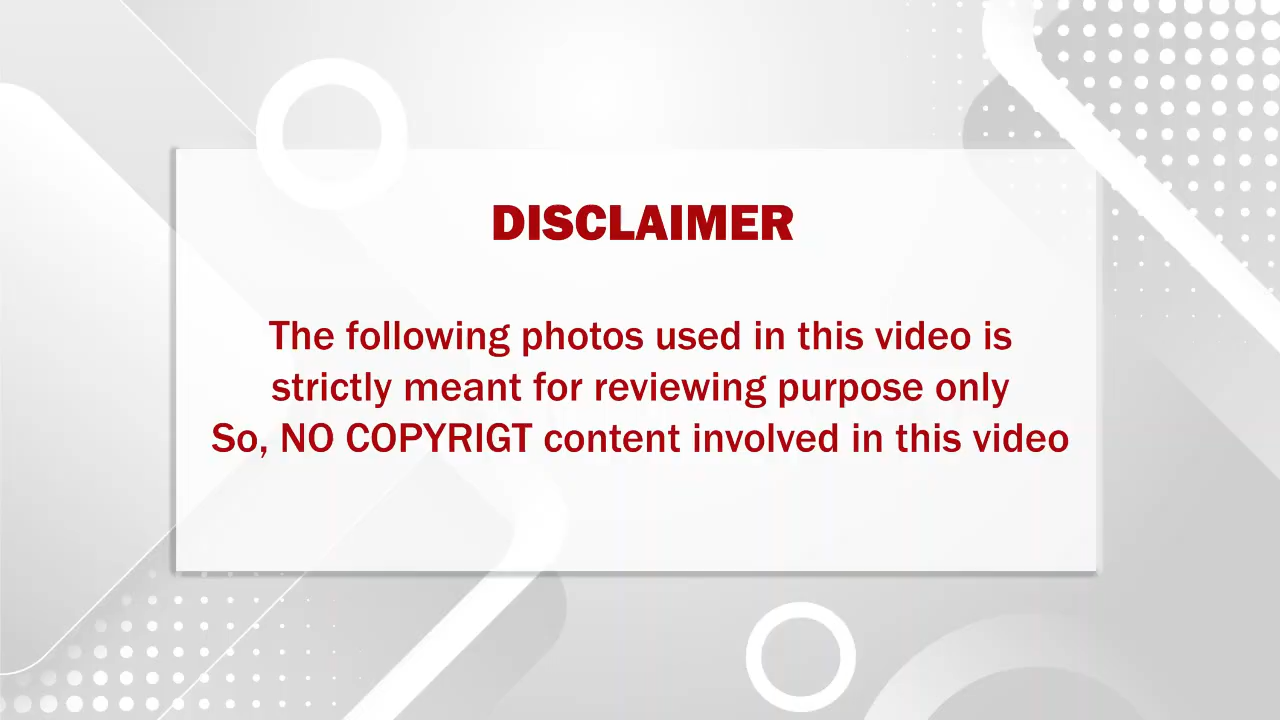 DISCLAIMER
The following photos used in this video is
strictly meant for reviewing purpose only
So, NO COPYRIGT content involved in this video